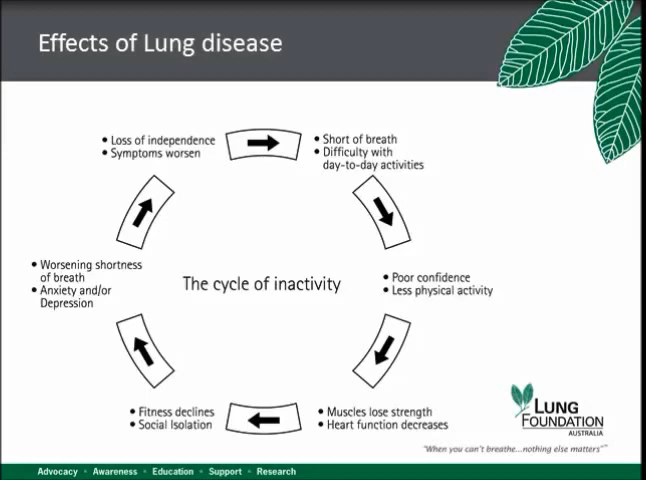 Effects of Lung disease
• Loss of independence
• Symptoms worsen
• Short of breath
• Difficulty with
day-to-day activities
• Worsening shortness
of breath
• Anxiety and/or
Depression
The cycle of inactivity
• Poor confidence
• Less physical activity
• Fitness declines
• Social Isolation
• Muscles lose strength
• Heart function decreases
LUNG
FOUNDATION
AUSTRALIA
"When you can't breathe...nothing else matters"™
Advocacy • Awareness • Education • Support • Research